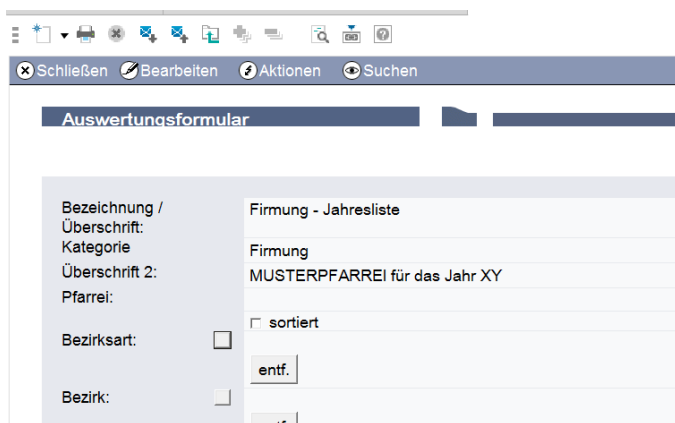 Schließen Bearbeiten Aktionen Suchen
Auswertungsformular
Bezeichnung / Firmung - Jahresliste
Überschrift:
Kategorie Firmung
Überschrift 2: MUSTERPFARREI für das Jahr XY
Pfarrei:
sortiert
Bezirksart:
entf.
Bezirk: